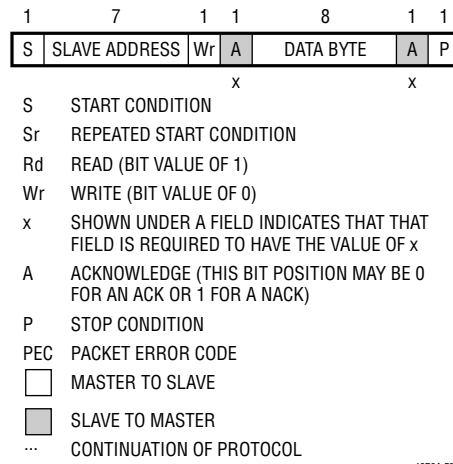 1 7 1 1 8 1 1
S SLAVE ADDRESS Wr A DATA BYTE A P
x x
S START CONDITION
Sr REPEATED START CONDITION
Rd READ (BIT VALUE OF 1)
Wr WRITE (BIT VALUE OF 0)
x SHOWN UNDER A FIELD INDICATES THAT THAT
FIELD IS REQUIRED TO HAVE THE VALUE OF x
A ACKNOWLEDGE (THIS BIT POSITION MAY BE 0
FOR AN ACK OR 1 FOR A NACK)
P STOP CONDITION
PEC PACKET ERROR CODE
MASTER TO SLAVE
SLAVE TO MASTER
... CONTINUATION OF PROTOCOL